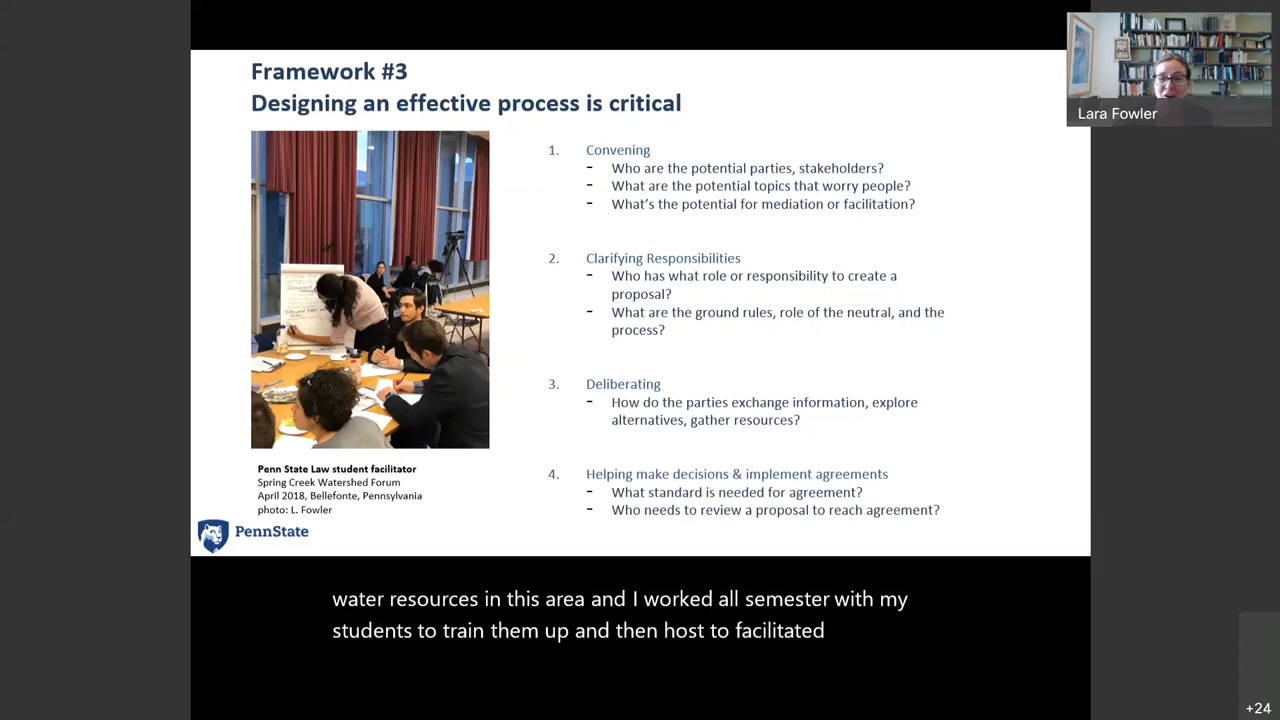 Framework #3
Designing an effective process is critical
Lara Fowler
1. Convening
- Who are the potential parties, stakeholders?
- What are the potential topics that worry people?
- What's the potential for mediation or facilitation?
2. Clarifying Responsibilities
- Who has what role or responsibility to create a
proposal?
- What are the ground rules, role of the neutral, and the
process?
3. Deliberating
- How do the parties exchange information, explore
alternatives, gather resources?
4. Helping make decisions & implement agreements
- What standard is needed for agreement?
- Who needs to review a proposal to reach agreement?
Penn State Law student facilitator
Spring Creek Watershed Forum
April 2018, Bellefonte, Pennsylvania
photo: L. Fowler
PennState
water resources in this area and I worked all semester with my
students to train them up and then host to facilitated
+24